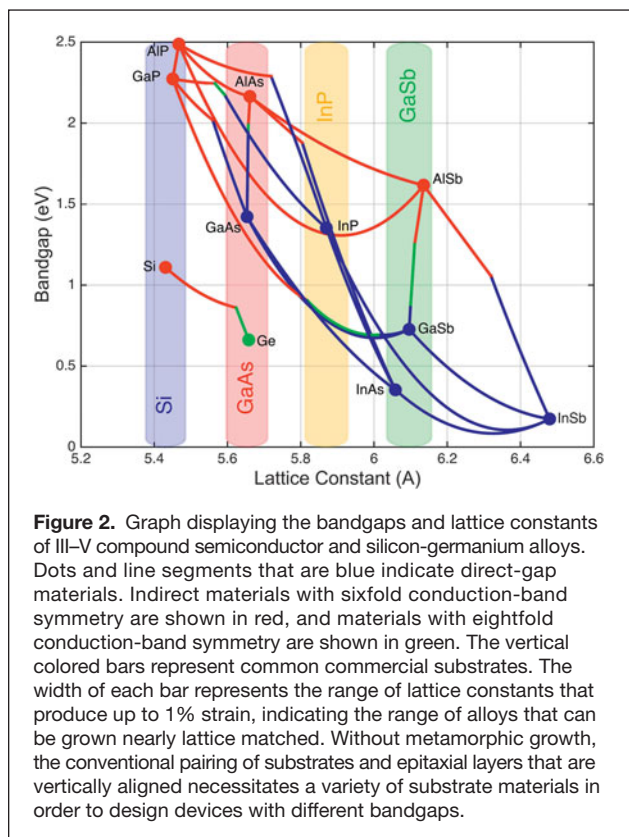 2.5
AlP
GaP
AlAs
InP
GaSb
2
AlSb
Bandgap (eV)
1.5
GaAs
InP
Si
1
GaSb
Ge
0.5
InAs
Si
GaAs
InSb
0
5.2
5.4
5.6
5.8
6
6.2
6.4
6.6
Lattice Constant (A)
Figure 2. Graph displaying the bandgaps and lattice constants
of III–V compound semiconductor and silicon-germanium alloys.
Dots and line segments that are blue indicate direct-gap
materials. Indirect materials with sixfold conduction-band
symmetry are shown in red, and materials with eightfold
conduction-band symmetry are shown in green. The vertical
colored bars represent common commercial substrates. The
width of each bar represents the range of lattice constants that
produce up to 1% strain, indicating the range of alloys that can
be grown nearly lattice matched. Without metamorphic growth,
the conventional pairing of substrates and epitaxial layers that are
vertically aligned necessitates a variety of substrate materials in
order to design devices with different bandgaps.